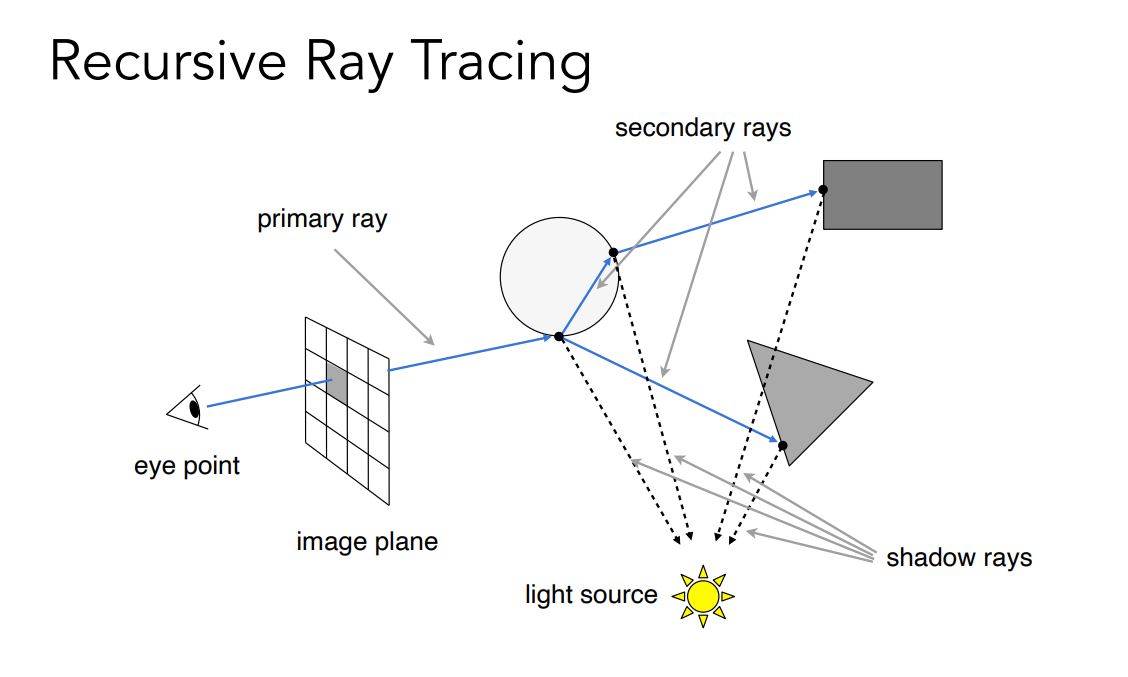 Recursive Ray Tracing
secondary rays
primary ray
eye point
image plane
shadow rays
light source